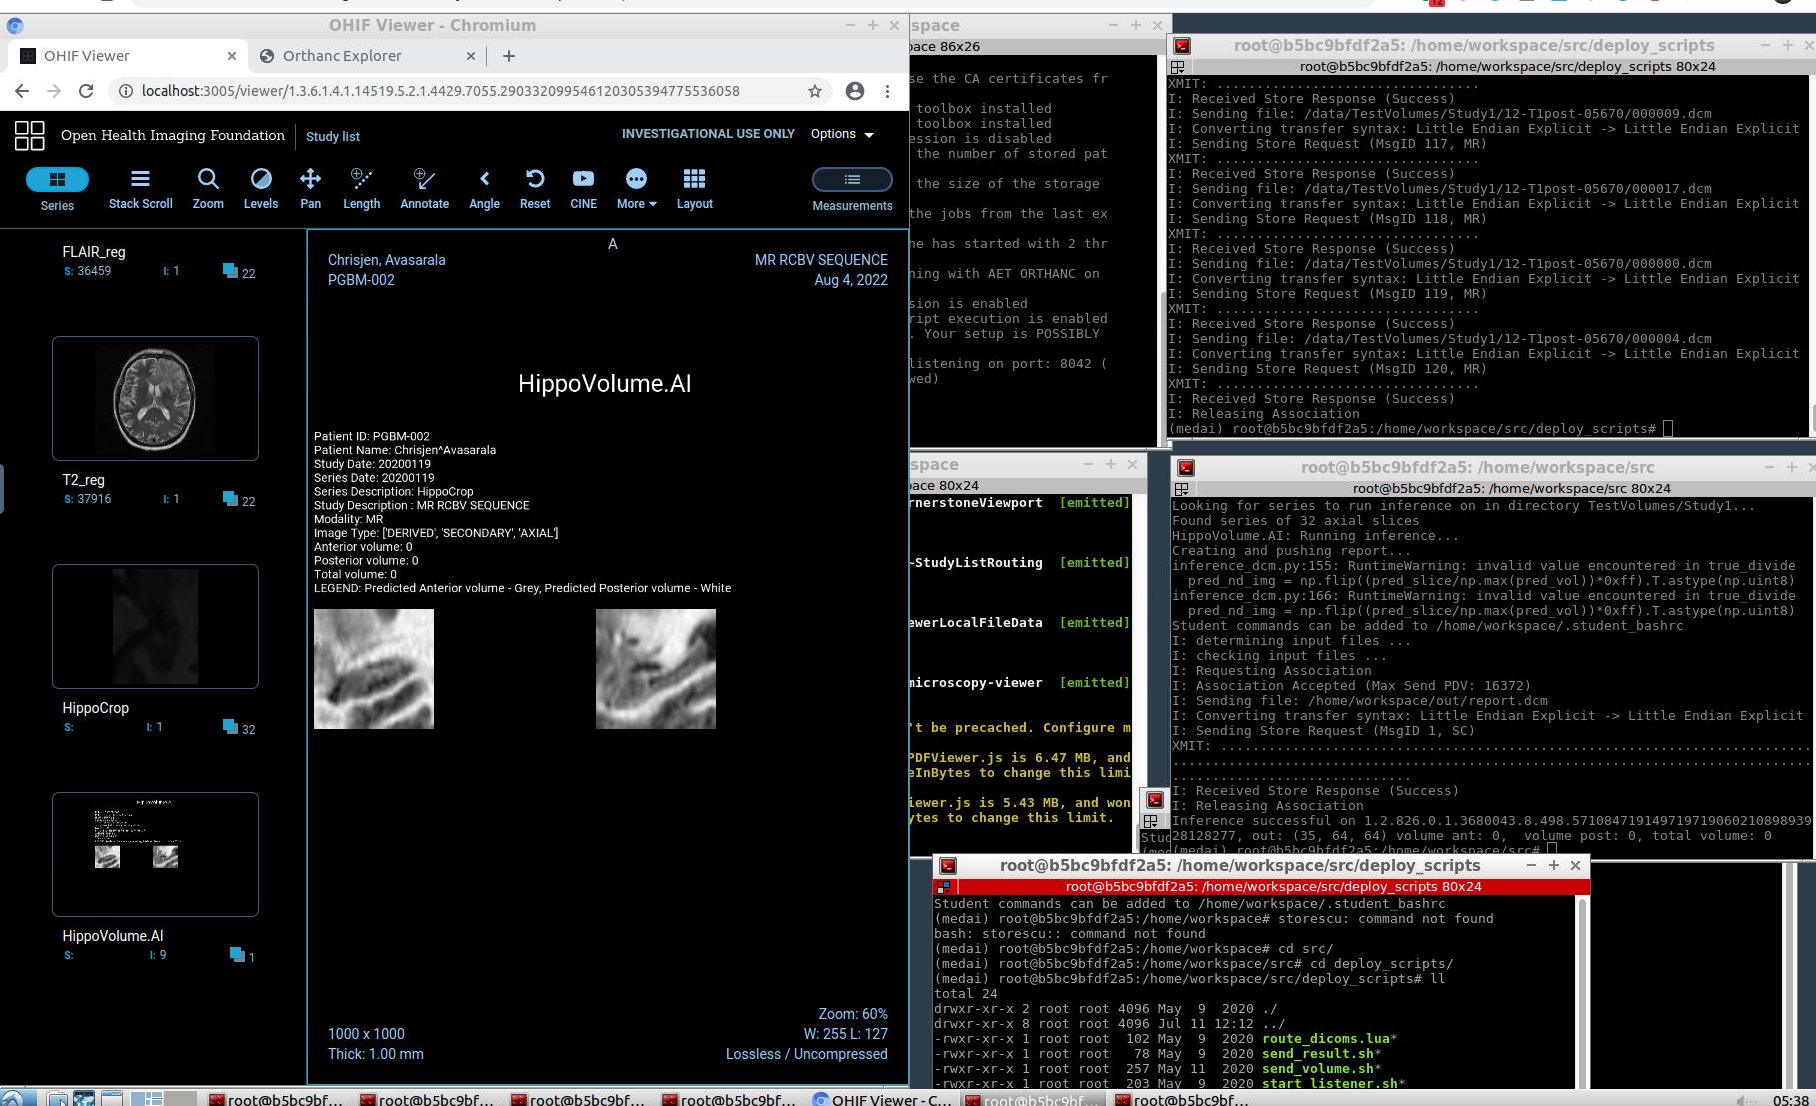 OHIF Viewer - Chromium
OHIF Viewer
Orthanc Explorer
localhost:3005/viewer/1.3.6.1.4.1.14519.5.2.1.4429.7055.290332099546120305394775536058
Open Health Imaging Foundation
Study list
INVESTIGATIONAL USE ONLY
Options
Series
Stack Scroll
Zoom
Levels
Pan
Length
Annotate
Angle
Reset
CINE
More
Layout
Measurements
FLAIR_reg
S: 36459 I: 1 22
T2_reg
S: 37916 I: 1 22
HippoCrop
S: I: 1 32
HippoVolume.AI
S: I: 9 1
A
Chrisjen, Avasarala
PGBM-002
MR RCBV SEQUENCE
Aug 4, 2022
HippoVolume.AI
Patient ID: PGBM-002
Patient Name: Chrisjen^Avasarala
Study Date: 20200119
Series Date: 20200119
Series Description: HippoCrop
Study Description : MR RCBV SEQUENCE
Modality: MR
Image Type: ['DERIVED', 'SECONDARY', 'AXIAL']
Anterior volume: 0
Posterior volume: 0
Total volume: 0
LEGEND: Predicted Anterior volume - Grey, Predicted Posterior volume - White
1000 x 1000
Thick: 1.00 mm
Zoom: 60%
W: 255 L: 127
Lossless / Uncompressed
space
ace 86x26
se the CA certificates fr
toolbox installed
toolbox installed
ession is disabled
the number of stored pat
the size of the storage
the jobs from the last ex
ne has started with 2 thr
ning with AET ORTHANC on
sion is enabled
ript execution is enabled
. Your setup is POSSIBLY
listening on port: 8042 (
wed)
root@b5bc9bfdf2a5: /home/workspace/src/deploy_scripts
root@b5bc9bfdf2a5: /home/workspace/src/deploy_scripts 80x24
XMIT: ..................................
I: Received Store Response (Success)
I: Sending file: /data/TestVolumes/Study1/12-T1post-05670/000009.dcm
I: Converting transfer syntax: Little Endian Explicit -> Little Endian Explicit
I: Sending Store Request (MsgID 117, MR)
XMIT: ..................................
I: Received Store Response (Success)
I: Sending file: /data/TestVolumes/Study1/12-T1post-05670/000017.dcm
I: Converting transfer syntax: Little Endian Explicit -> Little Endian Explicit
I: Sending Store Request (MsgID 118, MR)
XMIT: ..................................
I: Received Store Response (Success)
I: Sending file: /data/TestVolumes/Study1/12-T1post-05670/000000.dcm
I: Converting transfer syntax: Little Endian Explicit -> Little Endian Explicit
I: Sending Store Request (MsgID 119, MR)
XMIT: ..................................
I: Received Store Response (Success)
I: Sending file: /data/TestVolumes/Study1/12-T1post-05670/000004.dcm
I: Converting transfer syntax: Little Endian Explicit -> Little Endian Explicit
I: Sending Store Request (MsgID 120, MR)
XMIT: ..................................
I: Received Store Response (Success)
I: Releasing Association
(medai) root@b5bc9bfdf2a5:/home/workspace/src/deploy_scripts#
space
ace 80x24
rnerstoneViewport [emitted]
~StudyListRouting [emitted]
ewerLocalFileData [emitted]
microscopy-viewer [emitted]
't be precached. Configure m
PDFViewer.js is 6.47 MB, and
eInBytes to change this limi
iewer.js is 5.43 MB, and won
ytes to change this limit.
root@b5bc9bfdf2a5: /home/workspace/src
root@b5bc9bfdf2a5: /home/workspace/src 80x24
Looking for series to run inference on in directory TestVolumes/Study1...
Found series of 32 axial slices
HippoVolume.AI: Running inference...
Creating and pushing report...
inference_dcm.py:155: RuntimeWarning: invalid value encountered in true_divide
pred_nd_img = np.flip((pred_slice/np.max(pred_vol))*0xff).T.astype(np.uint8)
inference_dcm.py:166: RuntimeWarning: invalid value encountered in true_divide
pred_nd_img = np.flip((pred_slice/np.max(pred_vol))*0xff).T.astype(np.uint8)
Student commands can be added to /home/workspace/.student_bashrc
I: determining input files ...
I: checking input files ...
I: Requesting Association
I: Association Accepted (Max Send PDV: 16372)
I: Sending file: /home/workspace/out/report.dcm
I: Converting transfer syntax: Little Endian Explicit -> Little Endian Explicit
I: Sending Store Request (MsgID 1, SC)
XMIT: ..........................................................................
................................................................................
..............................
I: Received Store Response (Success)
I: Releasing Association
Inference successful on 1.2.826.0.1.3680043.8.498.571084719149719719060210898939
28128277, out: (35, 64, 64) volume ant: 0, volume post: 0, total volume: 0
(medai) root@b5bc9bfdf2a5:/home/workspace/src#
Stud
root@b5bc9bfdf2a5: /home/workspace/src/deploy_scripts
root@b5bc9bfdf2a5: /home/workspace/src/deploy_scripts 80x24
Student commands can be added to /home/workspace/.student_bashrc
(medai) root@b5bc9bfdf2a5:/home/workspace# storescu: command not found
bash: storescu:: command not found
(medai) root@b5bc9bfdf2a5:/home/workspace# cd src/
(medai) root@b5bc9bfdf2a5:/home/workspace/src# cd deploy_scripts/
(medai) root@b5bc9bfdf2a5:/home/workspace/src/deploy_scripts# ll
total 24
drwxr-xr-x 2 root root 4096 May 9 2020 ./
drwxr-xr-x 8 root root 4096 Jul 11 12:12 ../
-rwxr-xr-x 1 root root 102 May 9 2020 route_dicoms.lua*
-rwxr-xr-x 1 root root 78 May 9 2020 send_result.sh*
-rwxr-xr-x 1 root root 257 May 11 2020 send_volume.sh*
-rwxr-xr-x 1 root root 203 May 9 2020 start_listener.sh*
root@b5bc9bf...
root@b5bc9bf...
root@b5bc9bf...
root@b5bc9bf...
OHIF Viewer - C...
root@b5bc9bf...
root@b5bc9bf...
05:38